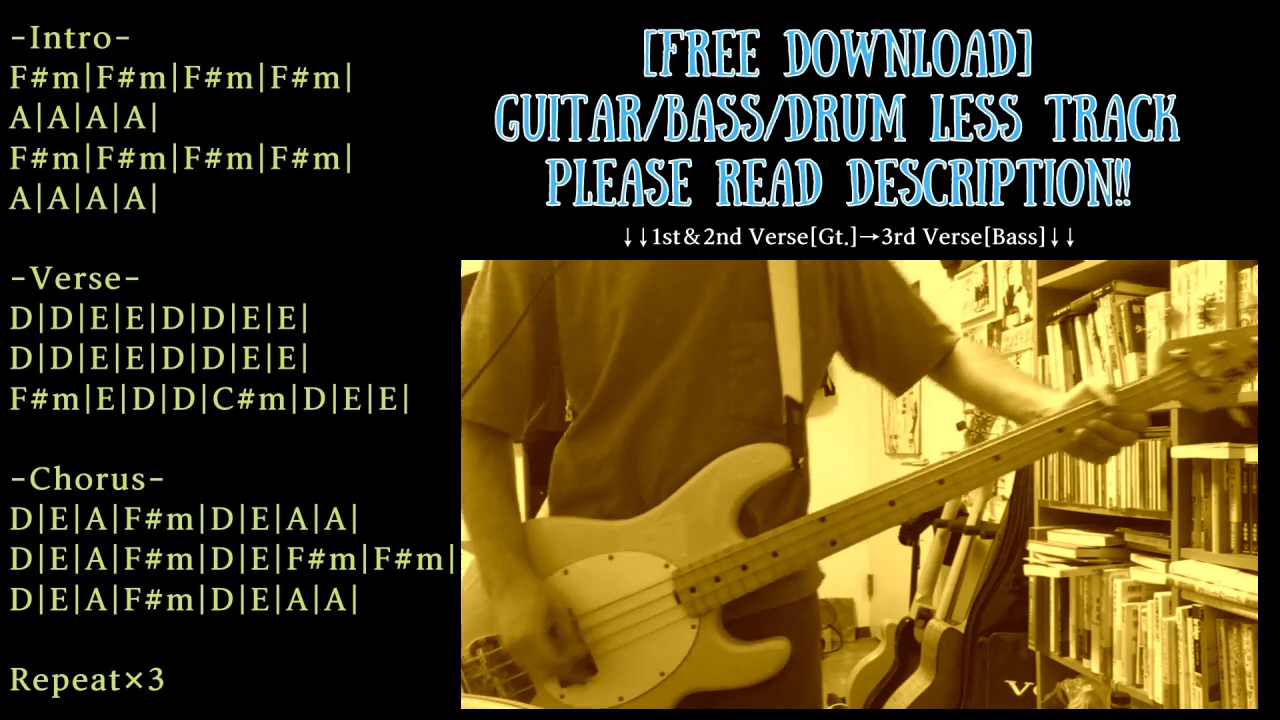 -Intro-
F#m|F#m|F#m|F#m|
A|A|A|A|
F#m|F#m|F#m|F#m|
A|A|A|A|
-Verse-
D|D|E|E|D|D|E|E|
D|D|E|E|D|D|E|E|
F#m|E|D|D|C#m|D|E|E|
-Chorus-
D|E|A|F#m|D|E|A|A|
D|E|A|F#m|D|E|F#m|F#m|
D|E|A|F#m|D|E|A|A|
Repeat×3
[FREE DOWNLOAD]
GUITAR/BASS/DRUM LESS TRACK
PLEASE READ DESCRIPTION!!
↓↓1st&2nd Verse[Gt.]→3rd Verse[Bass]↓↓